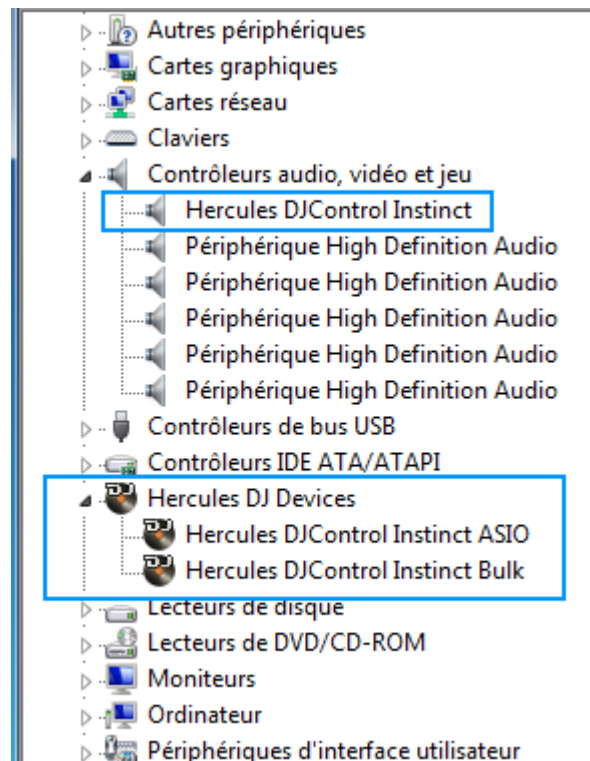 Autres périphériques
Cartes graphiques
Cartes réseau
Claviers
Contrôleurs audio, vidéo et jeu
Hercules DJControl Instinct
Périphérique High Definition Audio
Périphérique High Definition Audio
Périphérique High Definition Audio
Périphérique High Definition Audio
Périphérique High Definition Audio
Contrôleurs de bus USB
Contrôleurs IDE ATA/ATAPI
Hercules DJ Devices
Hercules DJControl Instinct ASIO
Hercules DJControl Instinct Bulk
Lecteurs de disque
Lecteurs de DVD/CD-ROM
Moniteurs
Ordinateur
Périphériques d'interface utilisateur